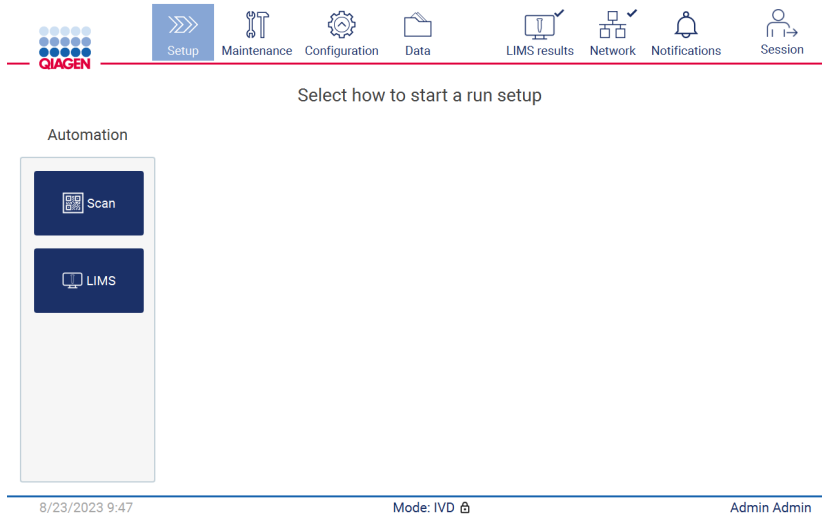 QIAGEN
Setup
Maintenance
Configuration
Data
LIMS results
Network
Notifications
Session
Select how to start a run setup
Automation
Scan
LIMS
8/23/2023 9:47
Mode: IVD
Admin Admin